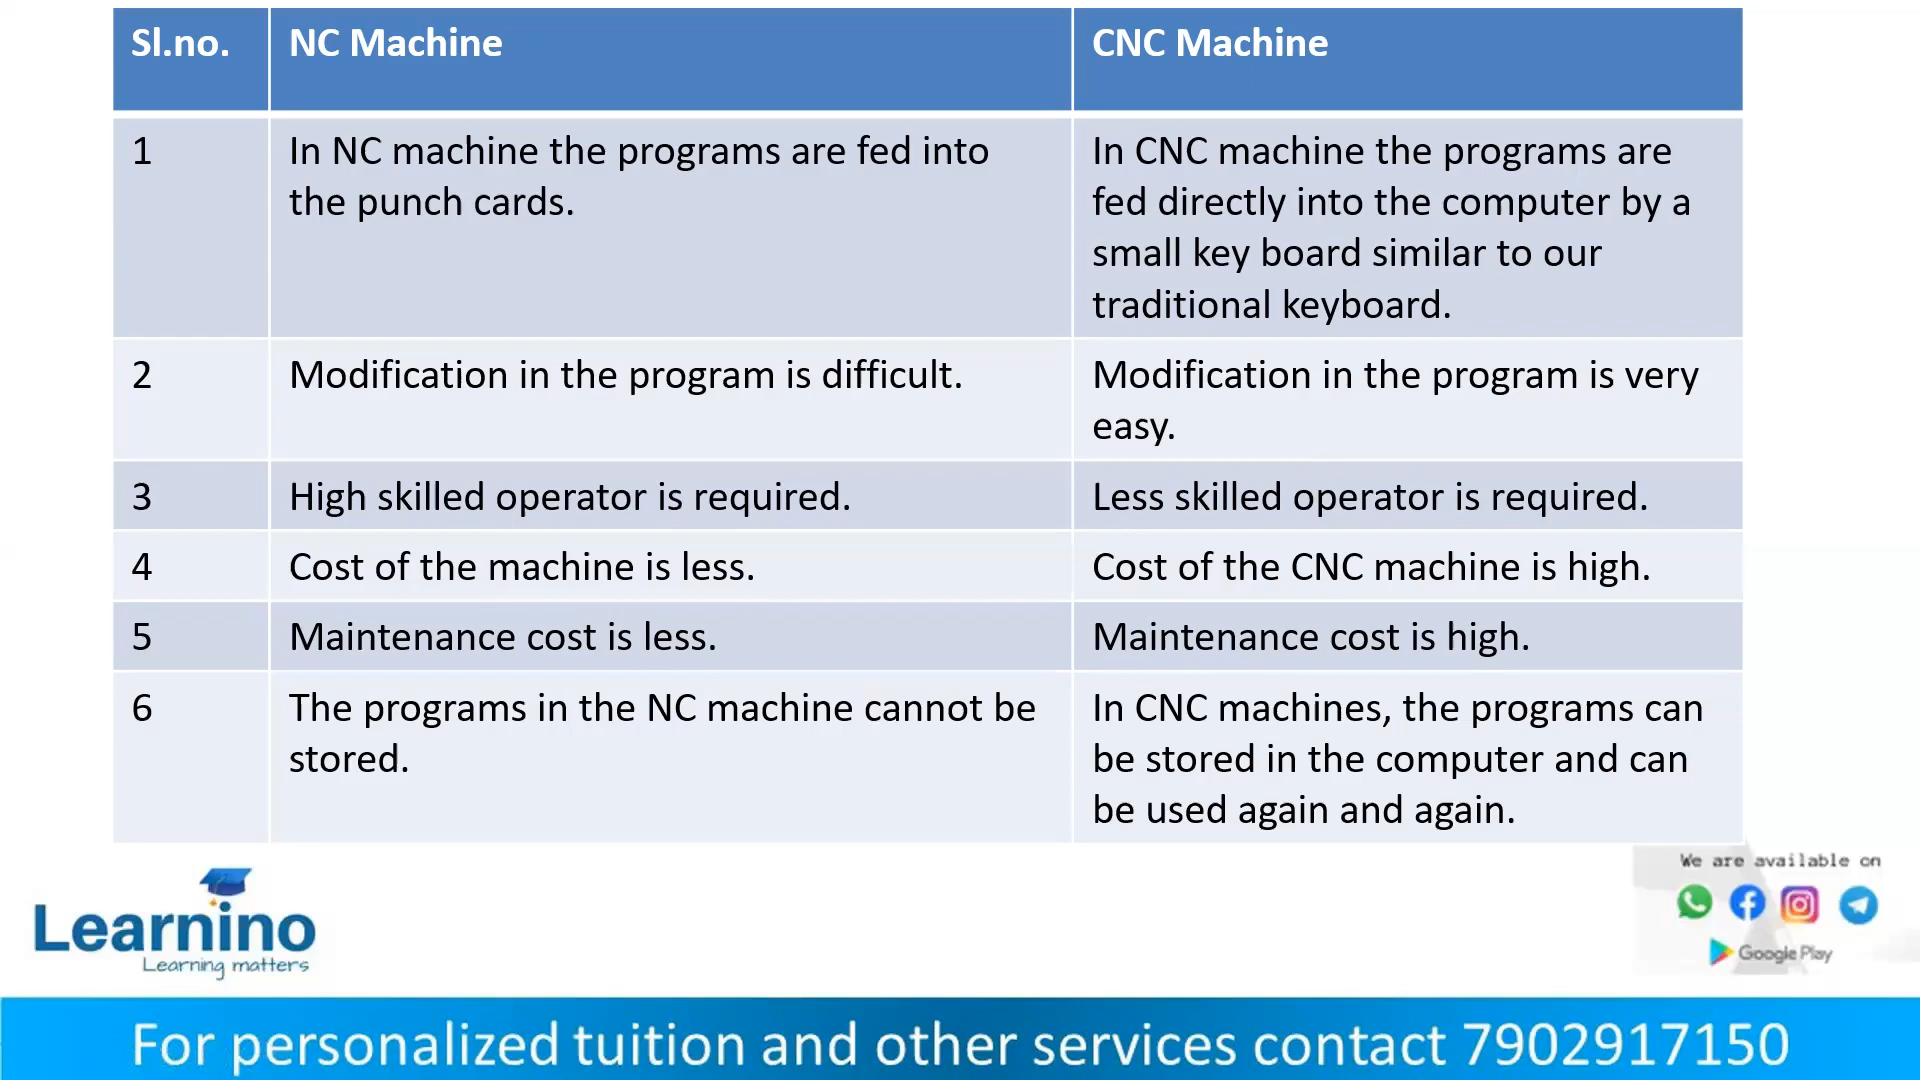 Sl.no. NC Machine CNC Machine
1 In NC machine the programs are fed into In CNC machine the programs are
the punch cards. fed directly into the computer by a
small key board similar to our
traditional keyboard.
2 Modification in the program is difficult. Modification in the program is very
easy.
3 High skilled operator is required. Less skilled operator is required.
4 Cost of the machine is less. Cost of the CNC machine is high.
5 Maintenance cost is less. Maintenance cost is high.
6 The programs in the NC machine cannot be In CNC machines, the programs can
stored. be stored in the computer and can
be used again and again.
We are available on
Learnino
Learning matters
Google Play
For personalized tuition and other services contact 7902917150